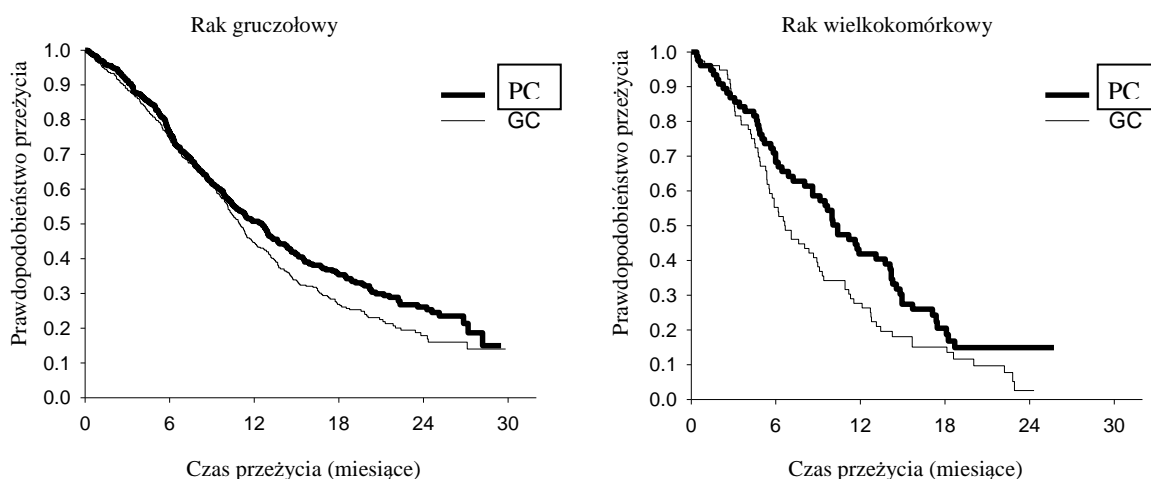 Rak gruczołowy
Prawdopodobieństwo przeżycia
1.0
0.9
0.8
0.7
0.6
0.5
0.4
0.3
0.2
0.1
0.0
PC
GC
0 6 12 18 24 30
Czas przeżycia (miesiące)
Rak wielkokomórkowy
Prawdopodobieństwo przeżycia
1.0
0.9
0.8
0.7
0.6
0.5
0.4
0.3
0.2
0.1
0.0
PC
GC
0 6 12 18 24 30
Czas przeżycia (miesiące)